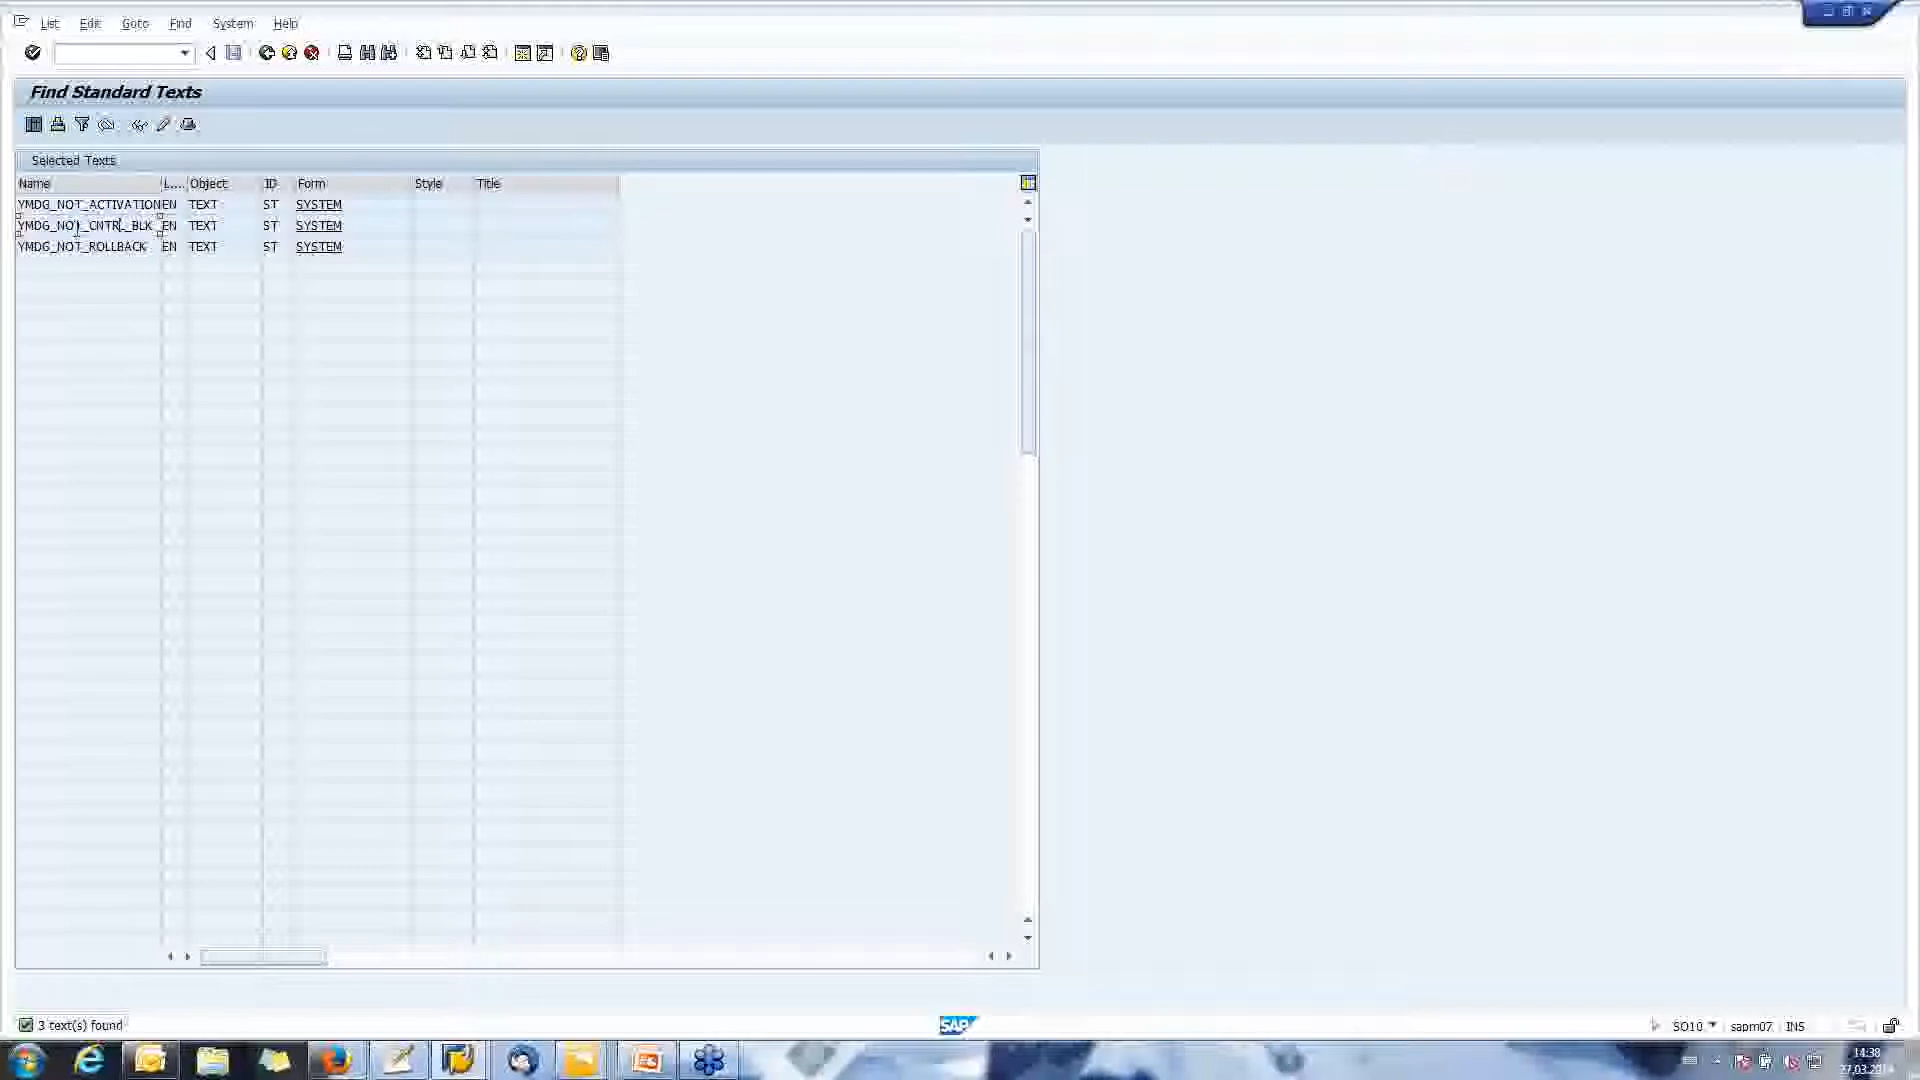 List Edit Goto Find System Help
Find Standard Texts
Selected Texts
Name L... Object ID Form Style Title
YMDG_NOT_ACTIVATION EN TEXT ST SYSTEM
YMDG_NOT_CNTRL_BLK EN TEXT ST SYSTEM
YMDG_NOT_ROLLBACK EN TEXT ST SYSTEM
3 text(s) found
SAP
SO10 sapm07 INS
14:38